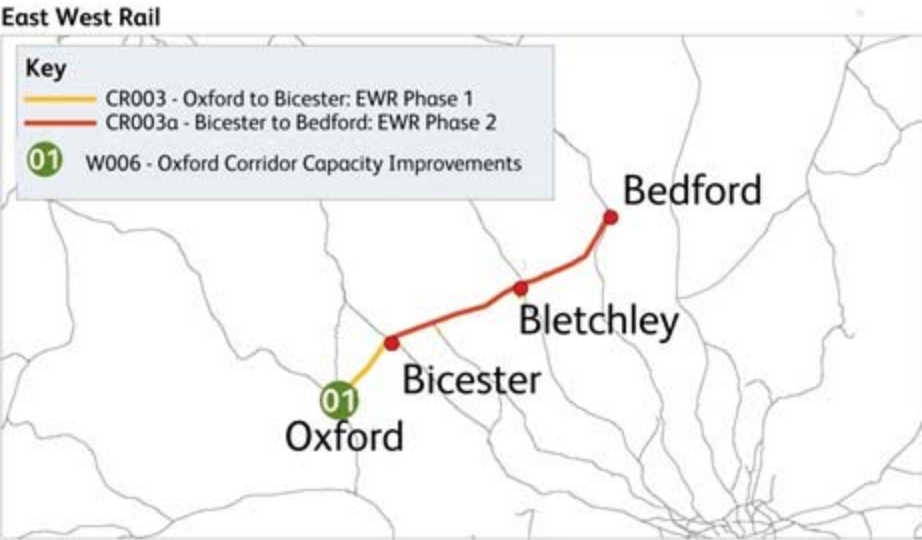 East West Rail
Key
CR003 - Oxford to Bicester: EWR Phase 1
CR003a - Bicester to Bedford: EWR Phase 2
01 W006 - Oxford Corridor Capacity Improvements
Bedford
Bletchley
Bicester
01
Oxford